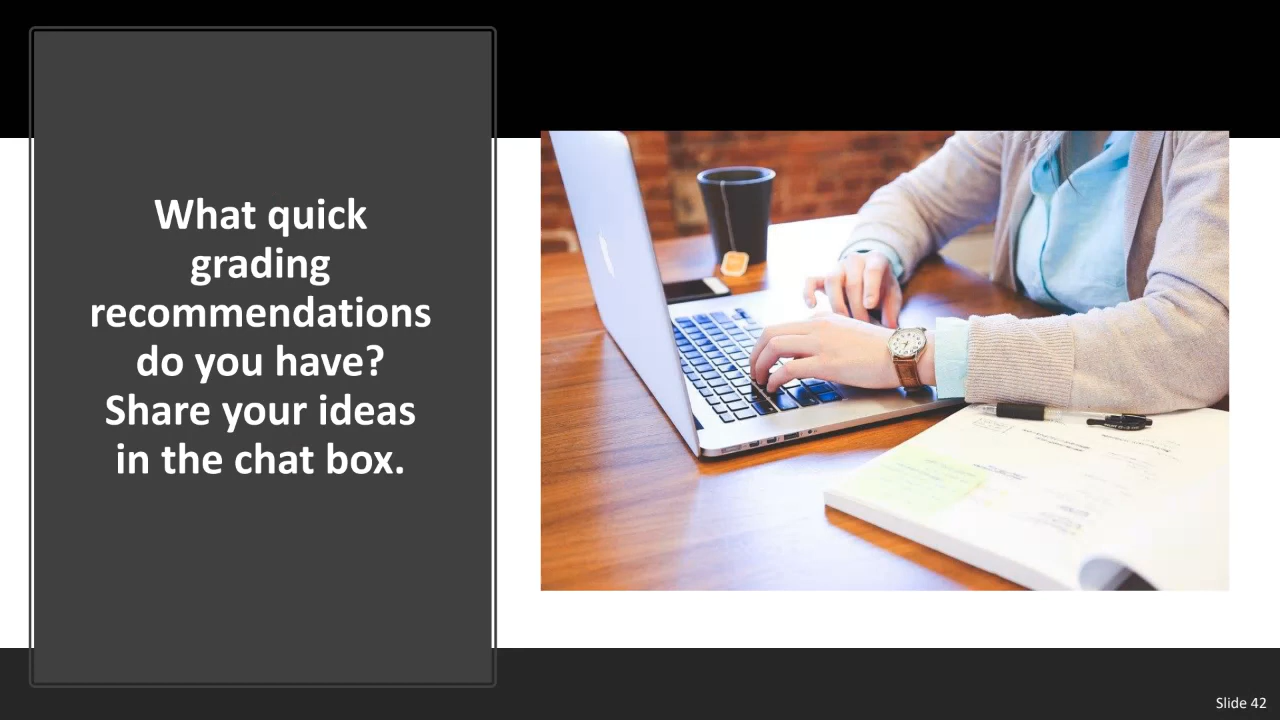 What quick
grading
recommendations
do you have?
Share your ideas
in the chat box.
Slide 42